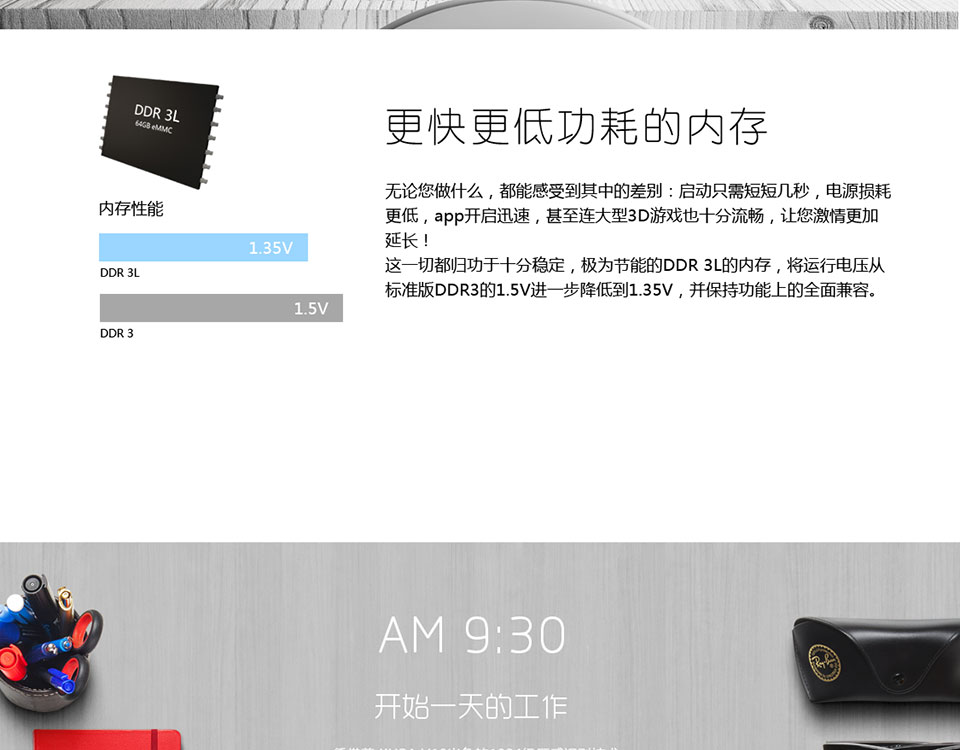 DDR 3L
64GB eMMC
更快更低功耗的内存
内存性能
1.35V
DDR 3L
1.5V
DDR 3
无论您做什么，都能感受到其中的差别：启动只需短短几秒，电源损耗
更低，app开启迅速，甚至连大型3D游戏也十分流畅，让您激情更加
延长！
这一切都归功于十分稳定，极为节能的DDR 3L的内存，将运行电压从
标准版DDR3的1.5V进一步降低到1.35V，并保持功能上的全面兼容。
AM 9:30
开始一天的工作
Ray-Ban